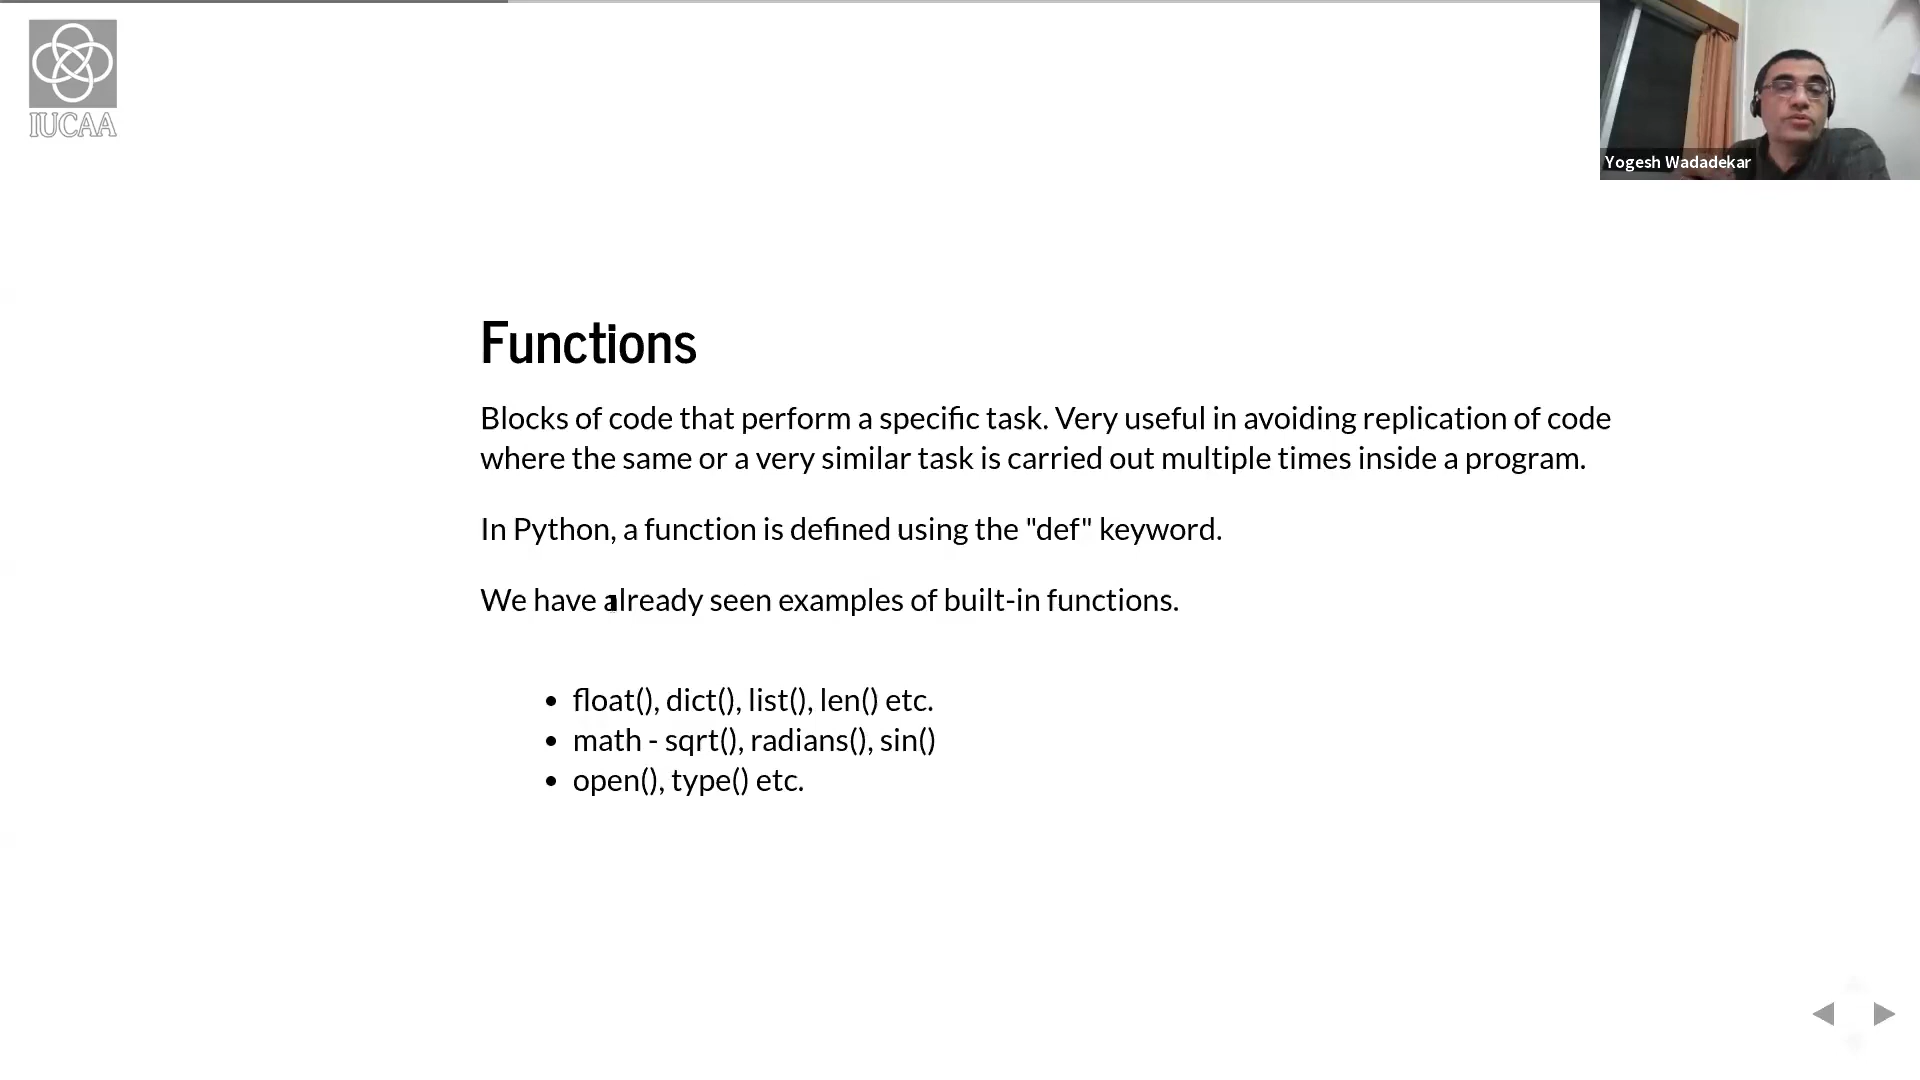 IUCAA
Yogesh Wadadekar
Functions
Blocks of code that perform a specific task. Very useful in avoiding replication of code
where the same or a very similar task is carried out multiple times inside a program.
In Python, a function is defined using the "def" keyword.
We have already seen examples of built-in functions.
• float(), dict(), list(), len() etc.
• math - sqrt(), radians(), sin()
• open(), type() etc.